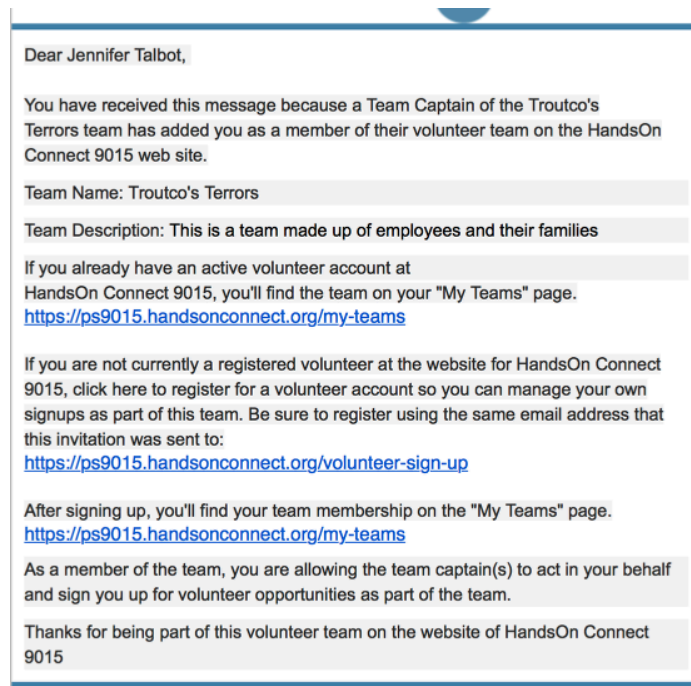 Dear Jennifer Talbot,
You have received this message because a Team Captain of the Troutco's
Terrors team has added you as a member of their volunteer team on the HandsOn
Connect 9015 web site.
Team Name: Troutco's Terrors
Team Description: This is a team made up of employees and their families
If you already have an active volunteer account at
HandsOn Connect 9015, you'll find the team on your "My Teams" page.
https://ps9015.handsonconnect.org/my-teams
If you are not currently a registered volunteer at the website for HandsOn Connect
9015, click here to register for a volunteer account so you can manage your own
signups as part of this team. Be sure to register using the same email address that
this invitation was sent to:
https://ps9015.handsonconnect.org/volunteer-sign-up
After signing up, you'll find your team membership on the "My Teams" page.
https://ps9015.handsonconnect.org/my-teams
As a member of the team, you are allowing the team captain(s) to act in your behalf
and sign you up for volunteer opportunities as part of the team.
Thanks for being part of this volunteer team on the website of HandsOn Connect
9015